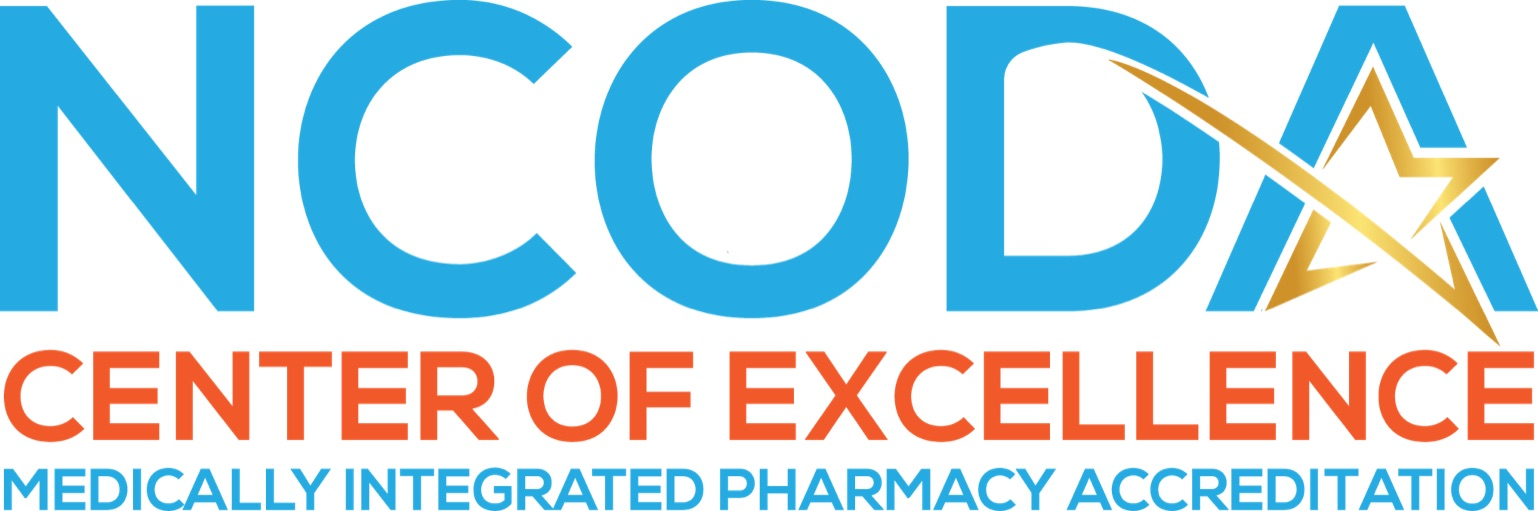 NCODA
CENTER OF EXCELLENCE
MEDICALLY INTEGRATED PHARMACY ACCREDITATION